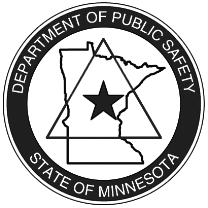 DEPARTMENT OF PUBLIC SAFETY
STATE OF MINNESOTA